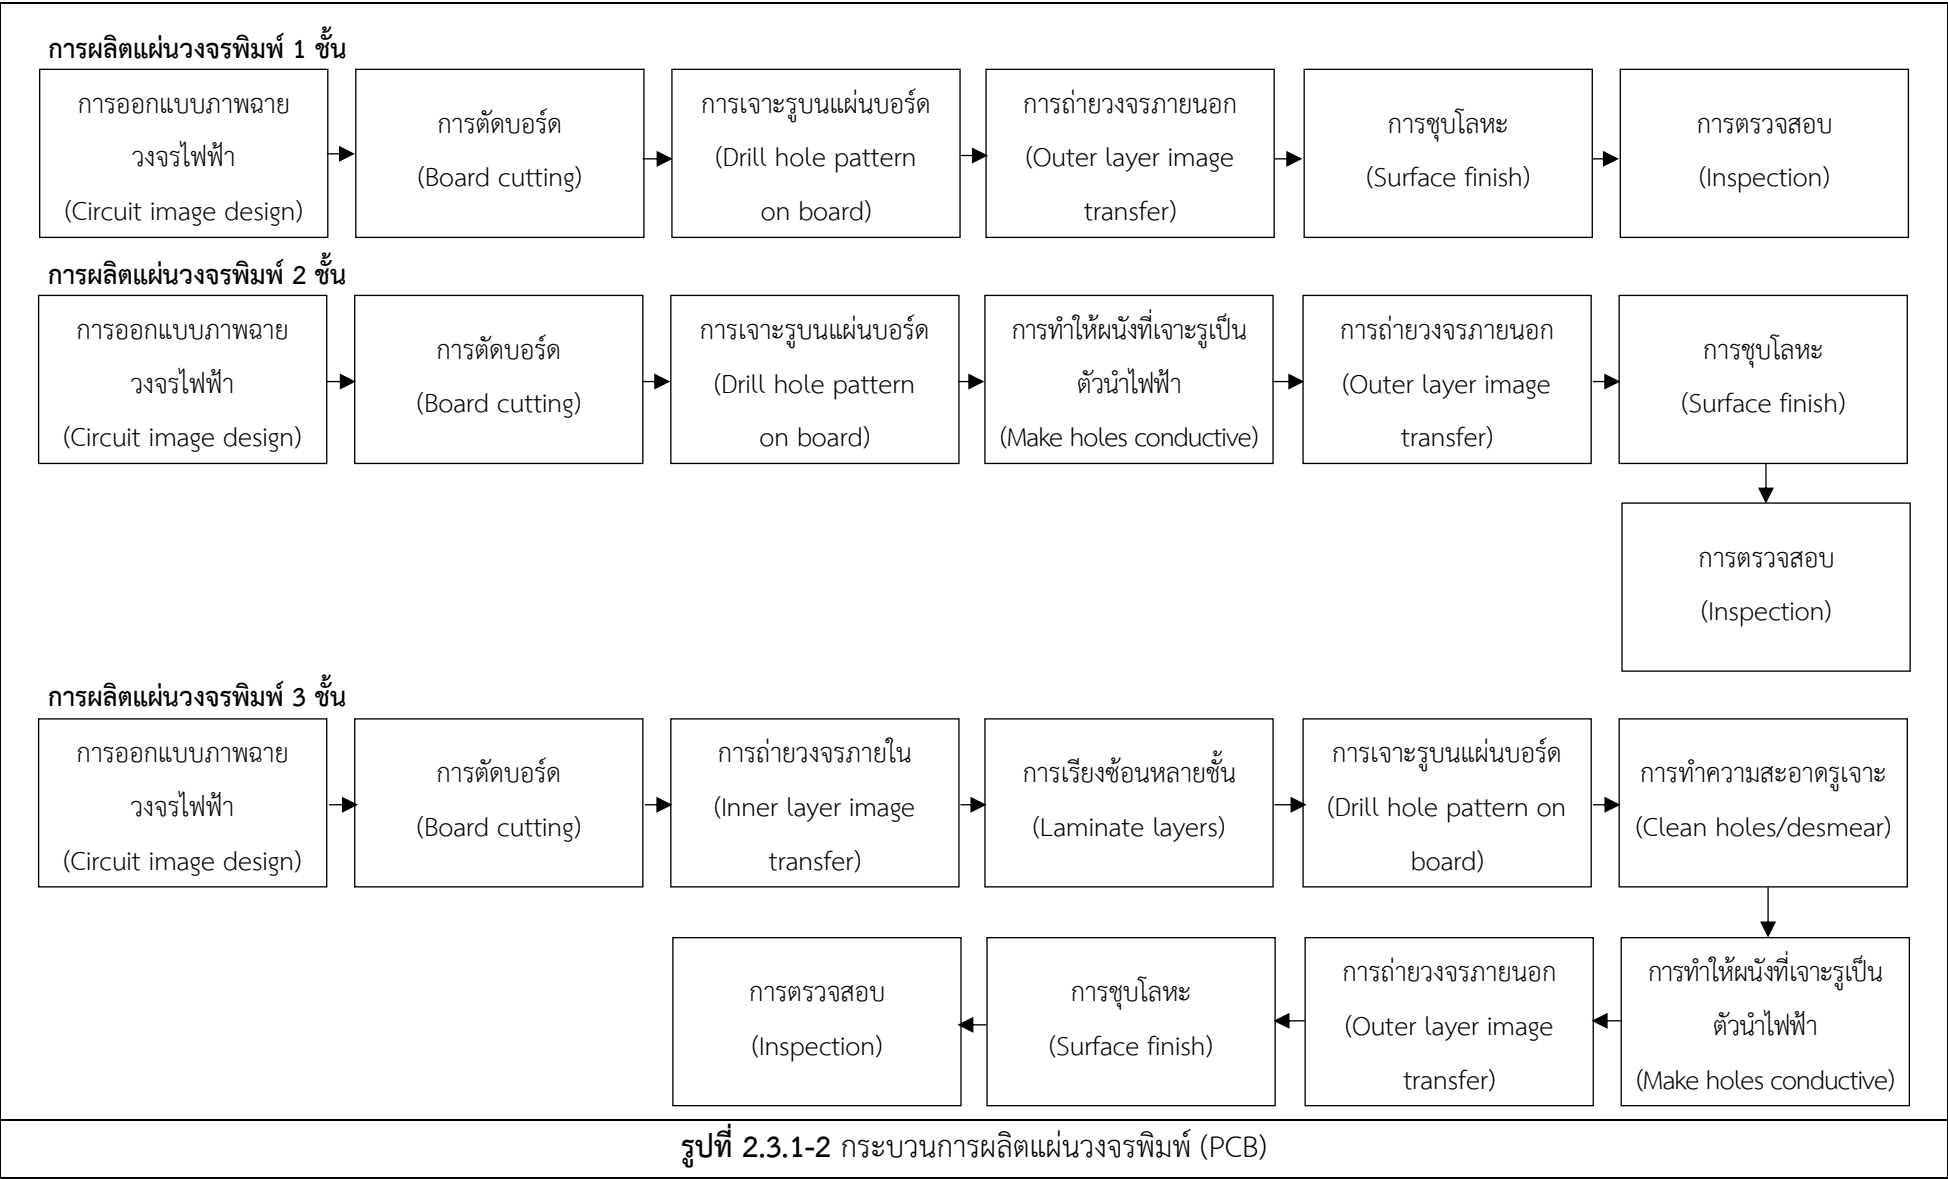 การผลิตแผ่นวงจรพิมพ์ 1 ชั้น
การออกแบบภาพฉาย
วงจรไฟฟ้า
(Circuit image design)
การตัดบอร์ด
(Board cutting)
การเจาะรูบนแผ่นบอร์ด
(Drill hole pattern
on board)
การถ่ายวงจรภายนอก
(Outer layer image
transfer)
การชุบโลหะ
(Surface finish)
การตรวจสอบ
(Inspection)
การผลิตแผ่นวงจรพิมพ์ 2 ชั้น
การออกแบบภาพฉาย
วงจรไฟฟ้า
(Circuit image design)
การตัดบอร์ด
(Board cutting)
การเจาะรูบนแผ่นบอร์ด
(Drill hole pattern
on board)
การทำให้ผนังที่เจาะรูเป็น
ตัวนำไฟฟ้า
(Make holes conductive)
การถ่ายวงจรภายนอก
(Outer layer image
transfer)
การชุบโลหะ
(Surface finish)
การตรวจสอบ
(Inspection)
การผลิตแผ่นวงจรพิมพ์ 3 ชั้น
การออกแบบภาพฉาย
วงจรไฟฟ้า
(Circuit image design)
การตัดบอร์ด
(Board cutting)
การถ่ายวงจรภายใน
(Inner layer image
transfer)
การเรียงซ้อนหลายชั้น
(Laminate layers)
การเจาะรูบนแผ่นบอร์ด
(Drill hole pattern on
board)
การทำความสะอาดรูเจาะ
(Clean holes/desmear)
การทำให้ผนังที่เจาะรูเป็น
ตัวนำไฟฟ้า
(Make holes conductive)
การถ่ายวงจรภายนอก
(Outer layer image
transfer)
การชุบโลหะ
(Surface finish)
การตรวจสอบ
(Inspection)
รูปที่ 2.3.1-2 กระบวนการผลิตแผ่นวงจรพิมพ์ (PCB)